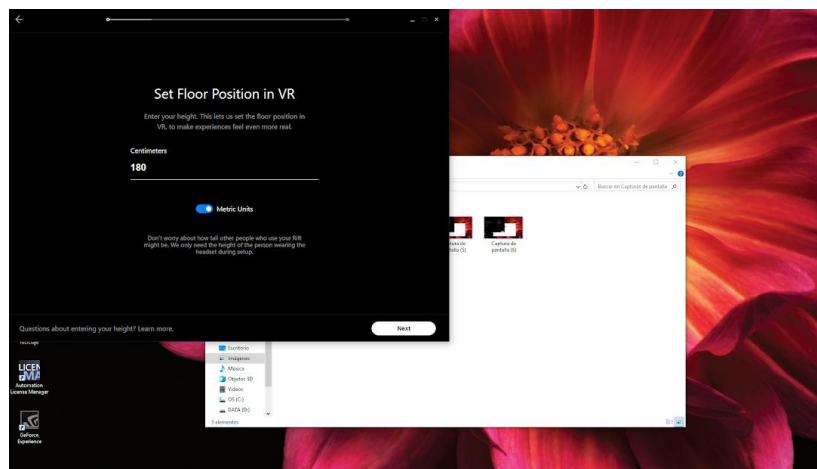 Set Floor Position in VR
Enter your height. This lets us set the floor position in
VR, to make experiences feel even more real.
Centimeters
180
Metric Units
Don't worry about how tall other people who use your Rift
might be. We only need the height of the person wearing the
headset during setup.
Questions about entering your height? Learn more.
Next
Buscar en Capturas de pantalla
Captura de
pantalla (6)
Escritorio
Imágenes
Música
Objetos 3D
Vídeos
OS (C:)
DATA (D:)
5 elementos
LICEN
MA
Automation
License Manager
GeForce
Experience